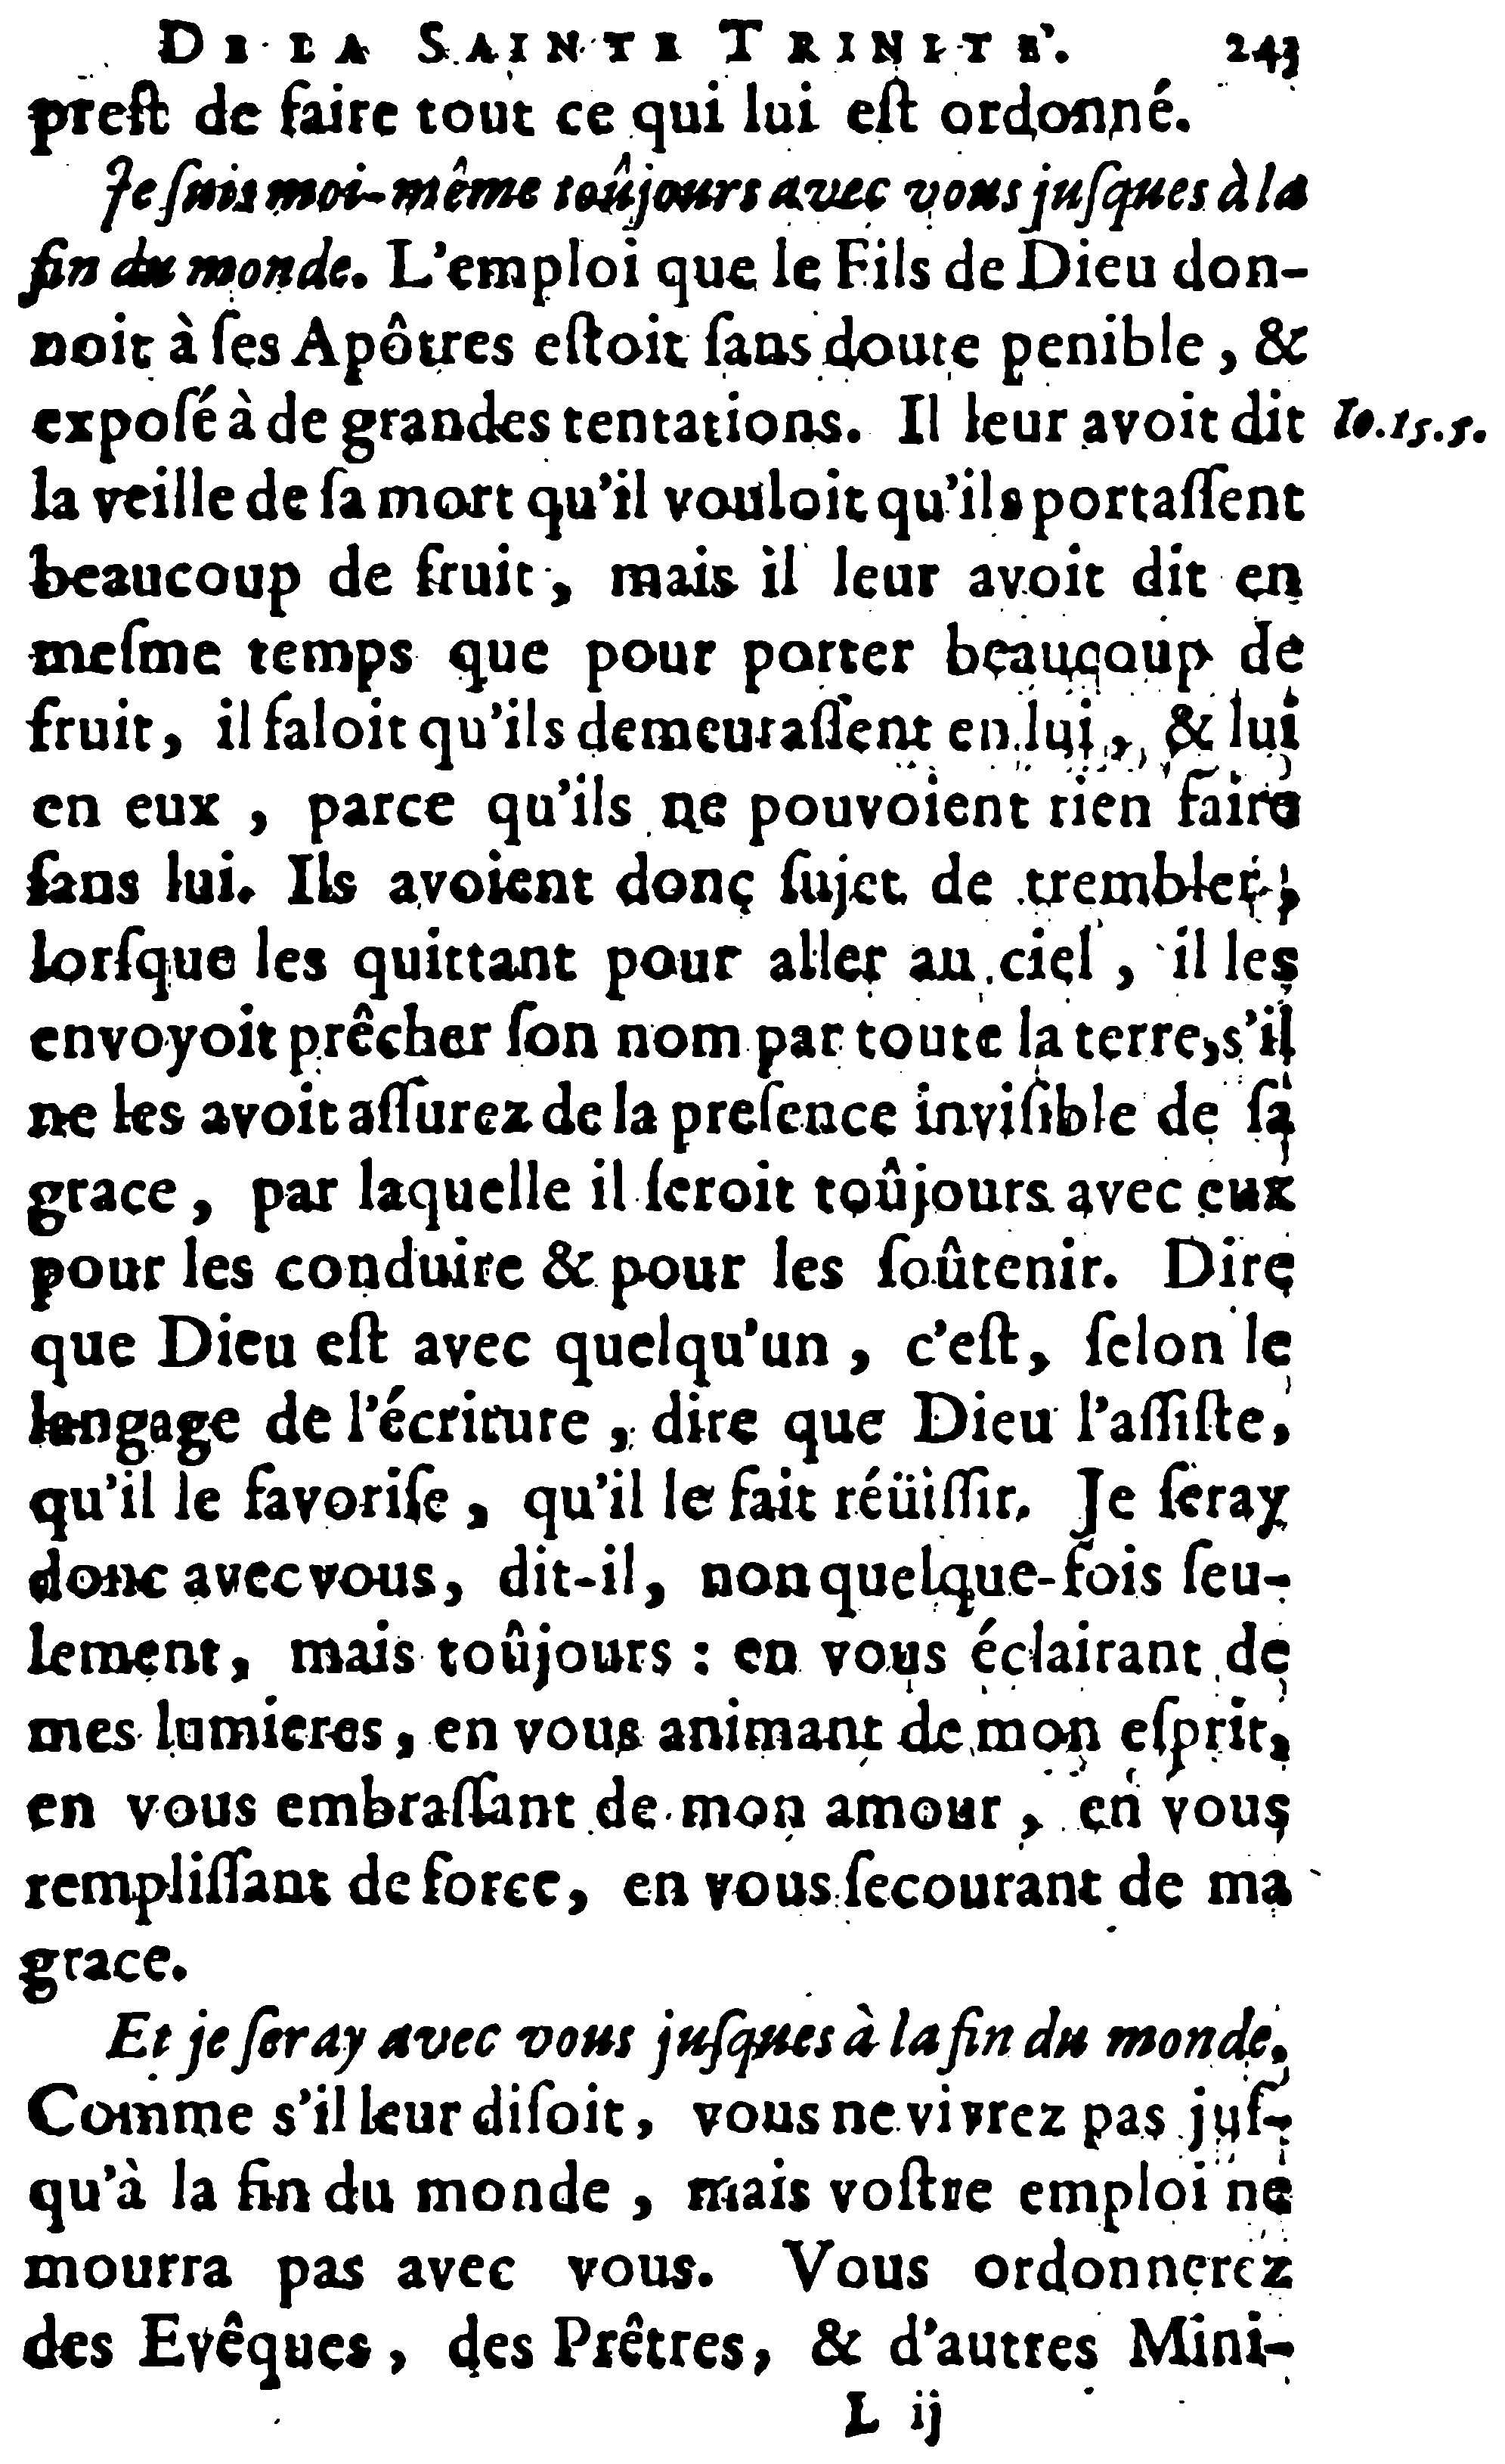 DE LA SAINTE TRINITE'. 243
prest de faire tout ce qui lui est ordonné.
Je ſuis moi-même toûjours avec vous juſques à la
fin du monde. L'emploi que le Fils de Dieu don-
noit à ſes Apôtres eſtoit ſans doute penible, &
expoſé à de grandes tentations. Il leur avoit dit Io. 15. 5.
la veille de ſa mort qu'il vouloit qu'ils portaſſent
beaucoup de fruit, mais il leur avoit dit en
meſme temps que pour porter beaucoup de
fruit, il faloit qu'ils demeuraſſent en lui, & lui
en eux, parce qu'ils ne pouvoient rien faire
ſans lui. Ils avoient donc ſujet de trembler,
lorſque les quittant pour aller au ciel, il les
envoyoit prêcher ſon nom par toute la terre, s'il
ne les avoit aſſurez de la preſence inviſible de ſa
grace, par laquelle il ſeroit toûjours avec eux
pour les conduire & pour les ſoûtenir. Dire
que Dieu eſt avec quelqu'un, c'eſt, ſelon le
langage de l'écriture, dire que Dieu l'aſſiſte,
qu'il le favoriſe, qu'il le fait réüiſſir. Je ſeray
donc avec vous, dit-il, non quelque-fois ſeu-
lement, mais toûjours : en vous éclairant de
mes lumieres, en vous animant de mon eſprit,
en vous embraſſant de mon amour, en vous
rempliſſant de force, en vous ſecourant de ma
grace.
Et je ſeray avec vous juſques à la fin du monde.
Comme s'il leur diſoit, vous ne vivrez pas juſ-
qu'à la fin du monde, mais voſtre emploi ne
mourra pas avec vous. Vous ordonnerez
des Evêques, des Prêtres, & d'autres Mini-
L ij